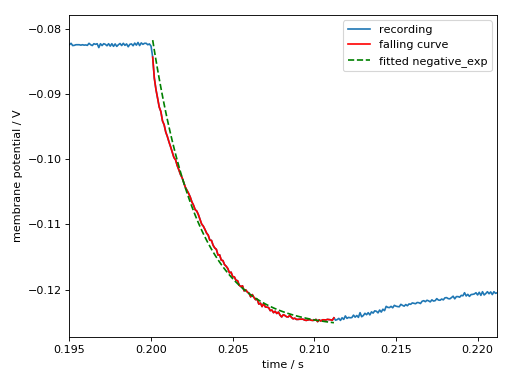 −0.08
−0.09
−0.10
−0.11
−0.12
membrane potential / V
recording
falling curve
fitted negative_exp
0.195 0.200 0.205 0.210 0.215 0.220
time / s